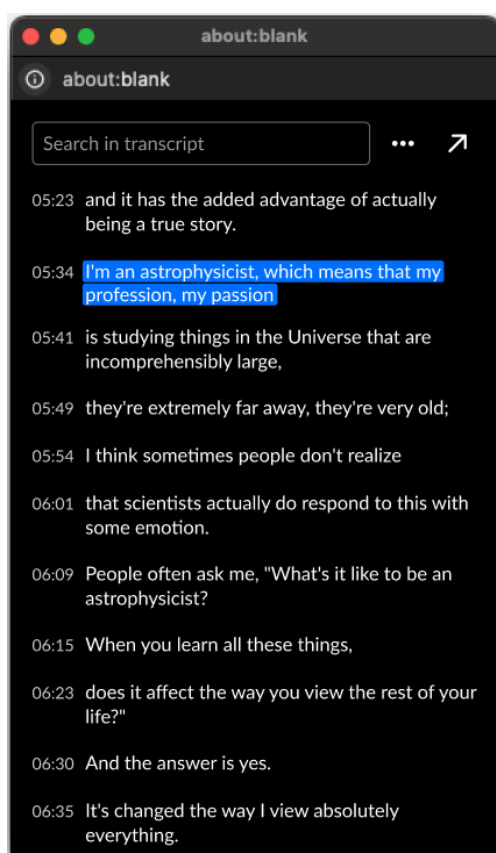 about:blank
about:blank
Search in transcript
05:23 and it has the added advantage of actually
being a true story.
05:34 I'm an astrophysicist, which means that my
profession, my passion
05:41 is studying things in the Universe that are
incomprehensibly large,
05:49 they're extremely far away, they're very old;
05:54 I think sometimes people don't realize
06:01 that scientists actually do respond to this with
some emotion.
06:09 People often ask me, "What's it like to be an
astrophysicist?
06:15 When you learn all these things,
06:23 does it affect the way you view the rest of your
life?"
06:30 And the answer is yes.
06:35 It's changed the way I view absolutely
everything.